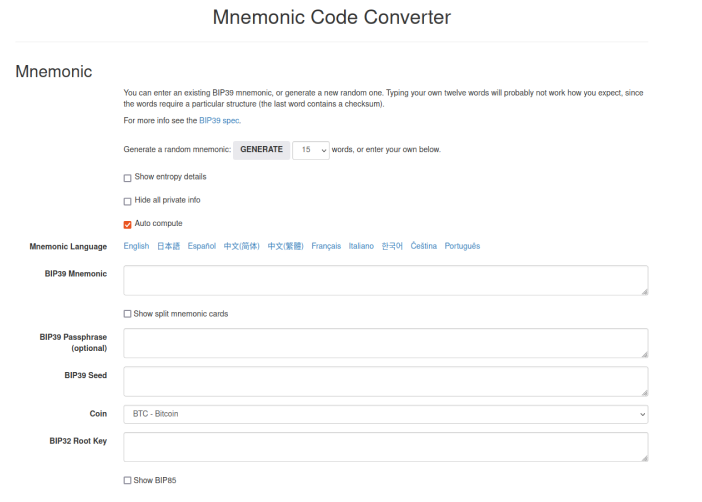 Mnemonic Code Converter
Mnemonic
You can enter an existing BIP39 mnemonic, or generate a new random one. Typing your own twelve words will probably not work how you expect, since
the words require a particular structure (the last word contains a checksum).
For more info see the BIP39 spec.
Generate a random mnemonic: GENERATE 15 words, or enter your own below.
Show entropy details
Hide all private info
Auto compute
Mnemonic Language English 日本語 Español 中文(简体) 中文(繁體) Français Italiano 한국어 Čeština Português
BIP39 Mnemonic
Show split mnemonic cards
BIP39 Passphrase
(optional)
BIP39 Seed
Coin BTC - Bitcoin
BIP32 Root Key
Show BIP85